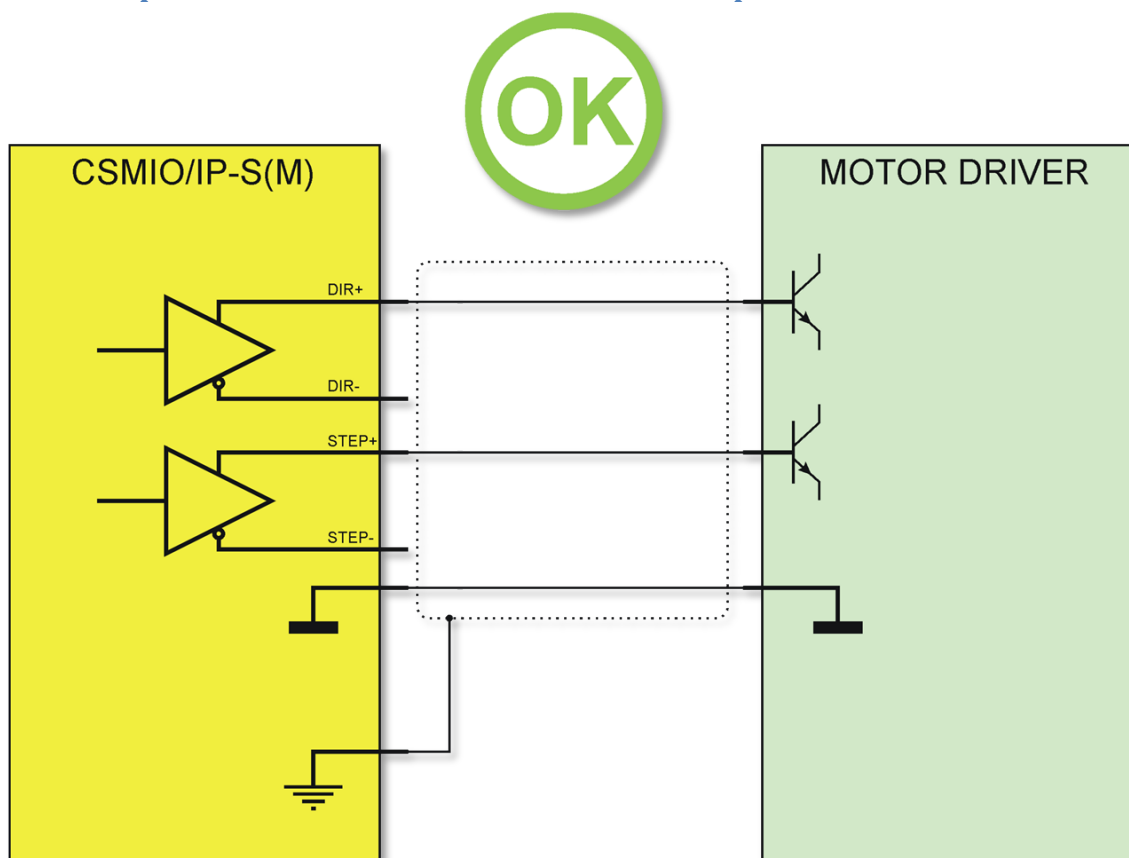 OK
CSMIO/IP-S(M)
MOTOR DRIVER
DIR+
DIR-
STEP+
STEP-